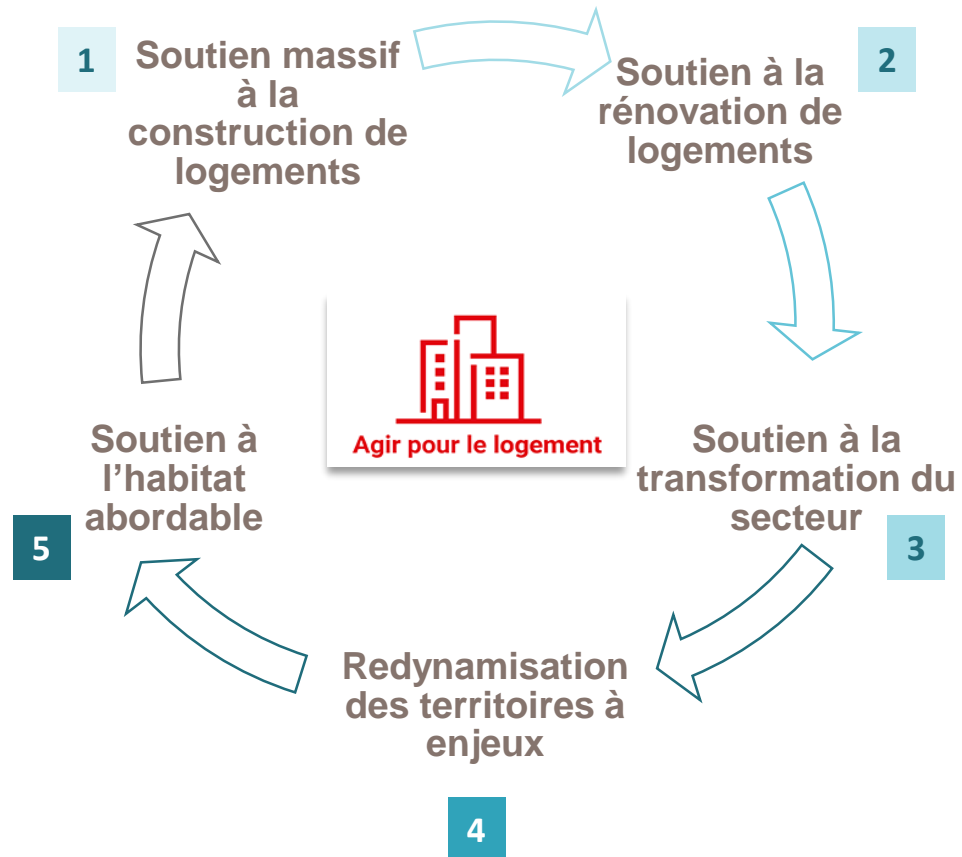 1
Soutien massif
à la
construction de
logements
2
Soutien à la
rénovation de
logements
Agir pour le logement
Soutien à la
transformation du
secteur
3
Redynamisation
des territoires à
enjeux
4
Soutien à
l’habitat
abordable
5